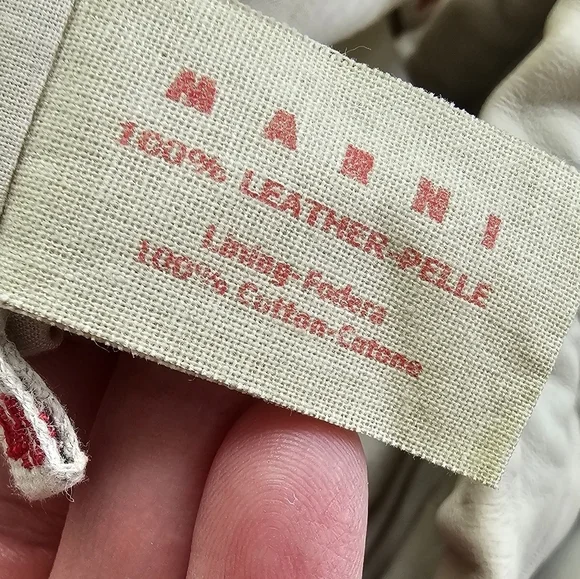 MARNI
100% LEATHER-PELLE
Lining-Fodera
100% Cotton-Cotone